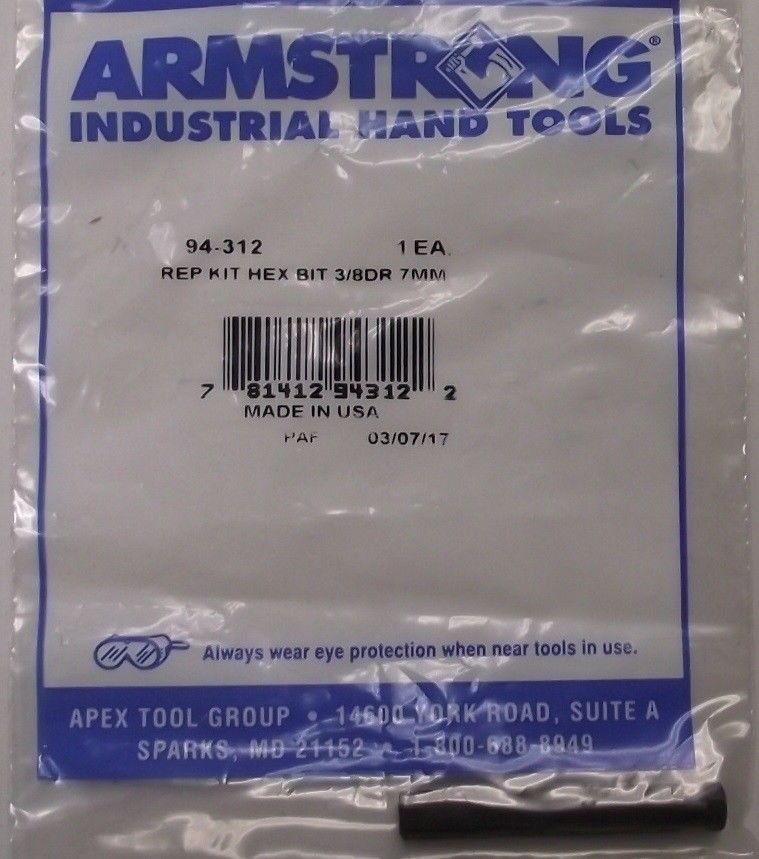 ARMSTRONG®
INDUSTRIAL HAND TOOLS
94-312 1 EA.
REP KIT HEX BIT 3/8DR 7MM
7 81412 94312 2
MADE IN USA
PAF 03/07/17
Always wear eye protection when near tools in use.
APEX TOOL GROUP • 14600 YORK ROAD, SUITE A
SPARKS, MD 21152 • 1-800-688-8949